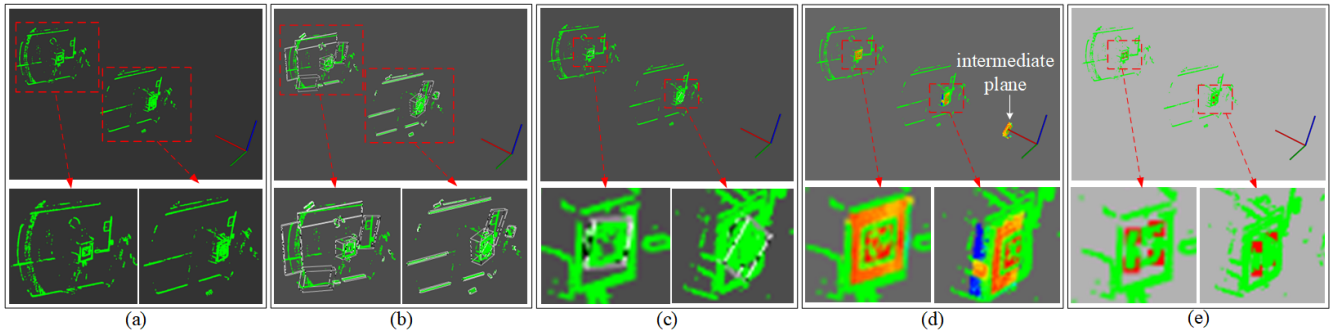 intermediate
plane
(a)
(b)
(c)
(d)
(e)